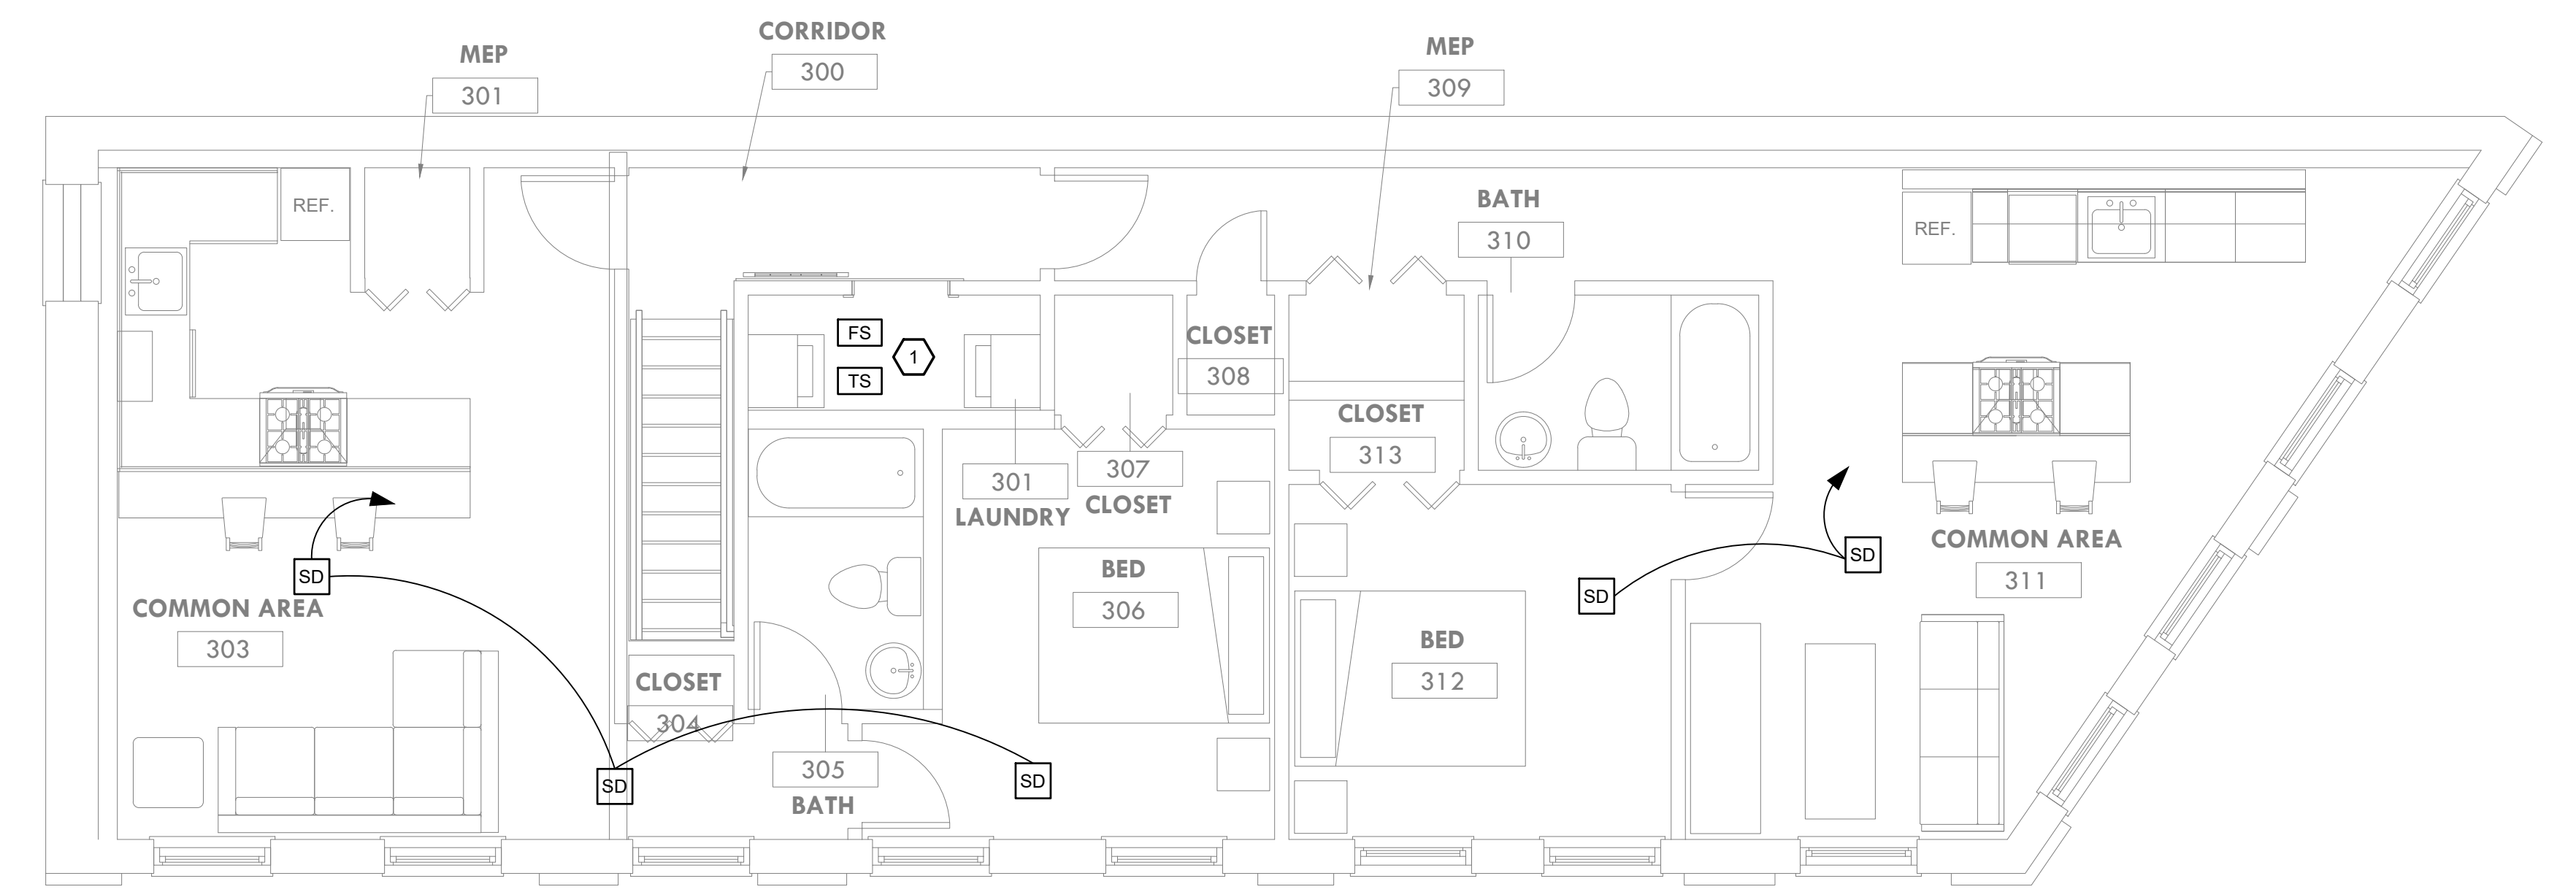 CORRIDOR
300
MEP
301
MEP
309
BATH
310
REF.
REF.
FS
1
TS
CLOSET
308
CLOSET
313
307
CLOSET
301
LAUNDRY
COMMON AREA
311
SD
SD
SD
BED
306
COMMON AREA
303
BED
312
CLOSET
304
305
BATH
SD
SD